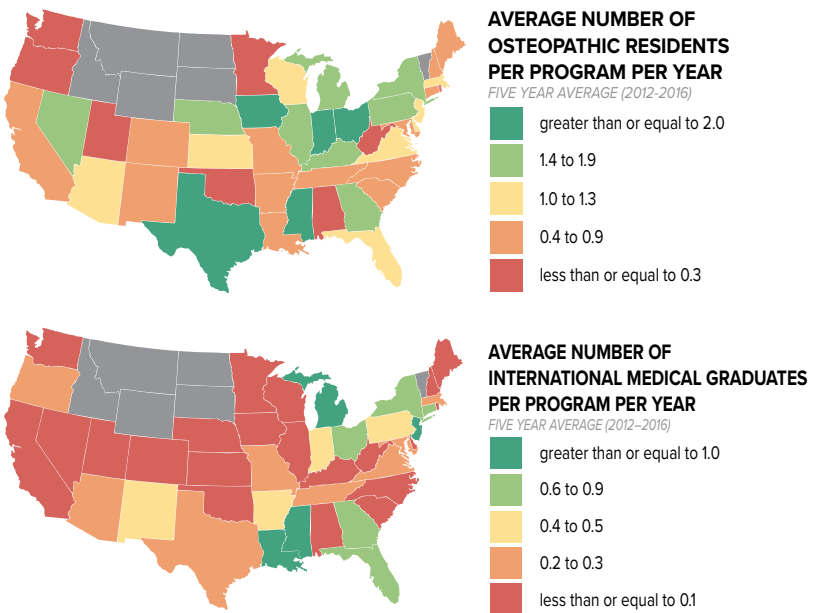 AVERAGE NUMBER OF
OSTEOPATHIC RESIDENTS
PER PROGRAM PER YEAR
FIVE YEAR AVERAGE (2012-2016)
greater than or equal to 2.0
1.4 to 1.9
1.0 to 1.3
0.4 to 0.9
less than or equal to 0.3
AVERAGE NUMBER OF
INTERNATIONAL MEDICAL GRADUATES
PER PROGRAM PER YEAR
FIVE YEAR AVERAGE (2012–2016)
greater than or equal to 1.0
0.6 to 0.9
0.4 to 0.5
0.2 to 0.3
less than or equal to 0.1